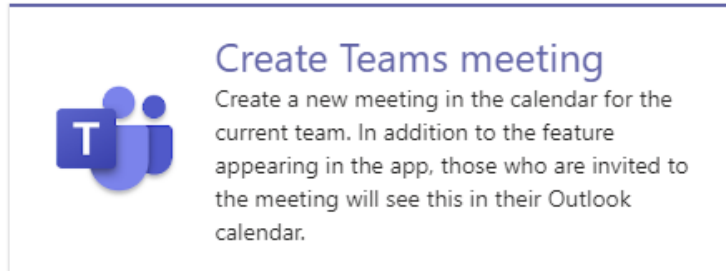 Create Teams meeting
Create a new meeting in the calendar for the
current team. In addition to the feature
appearing in the app, those who are invited to
the meeting will see this in their Outlook
calendar.
T